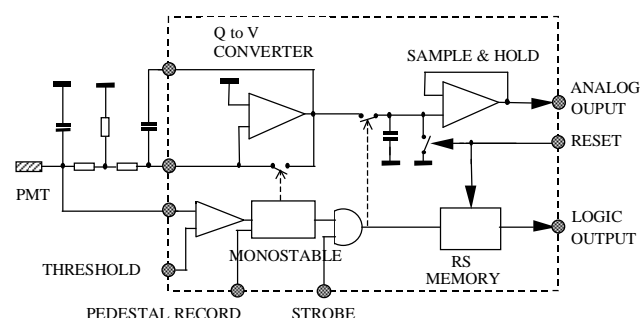 Q to V
CONVERTER
SAMPLE & HOLD
ANALOG
OUPUT
RESET
PMT
LOGIC
OUTPUT
MONOSTABLE
RS
MEMORY
THRESHOLD
PEDESTAL RECORD
STROBE